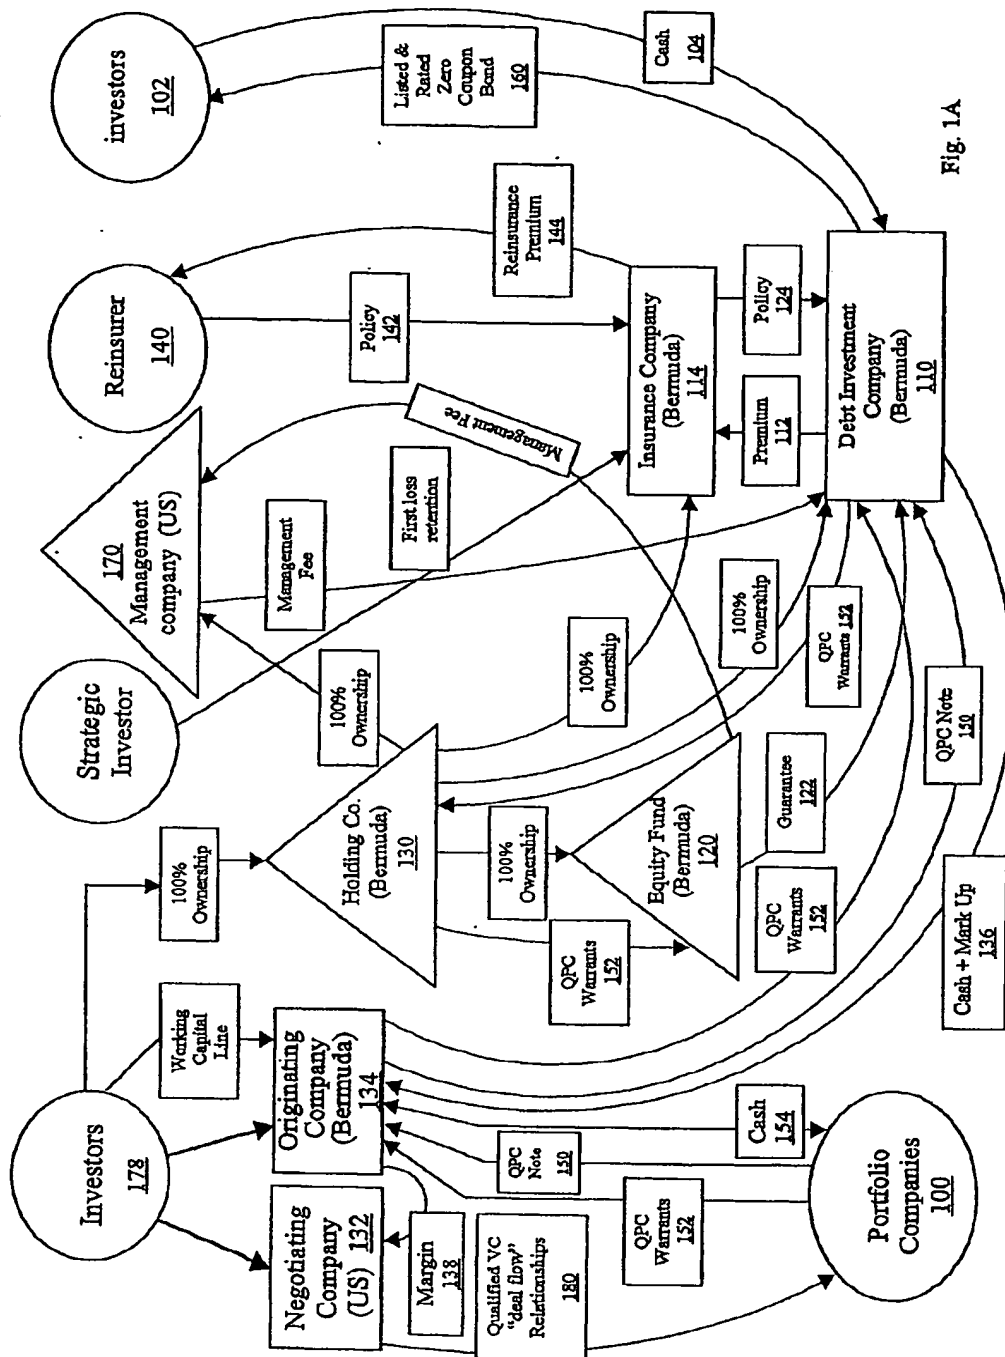 Investors
178
Strategic
Investor
170
Management
company (US)
Reinsurer
140
investors
102
100%
Ownership
Working
Capital
Line
100%
Ownership
Management
Fee
First loss
retention
Policy
142
Reinsurance
Premium
144
Listed &
Rated
Zero
Coupon
Bond
160
Cash
104
Management Fee
Negotiating
Company
(US) 132
Originating
Company
(Bermuda)
134
Holding Co.
(Bermuda)
130
100%
Ownership
Insurance Company
(Bermuda)
114
Margin
138
QPC
Warrants
152
100%
Ownership
Equity Fund
(Bermuda)
120
100%
Ownership
Premium
112
Policy
124
Qualified VC
"deal flow"
Relationships
180
QPC
Note
150
QPC
Warrants
152
Cash
154
QPC
Warrants
152
Guarantee
122
QPC
Warrants 152
Debt Investment
Company
(Bermuda)
110
Portfolio
Companies
100
Cash + Mark Up
136
QPC Note
150
Fig. 1A